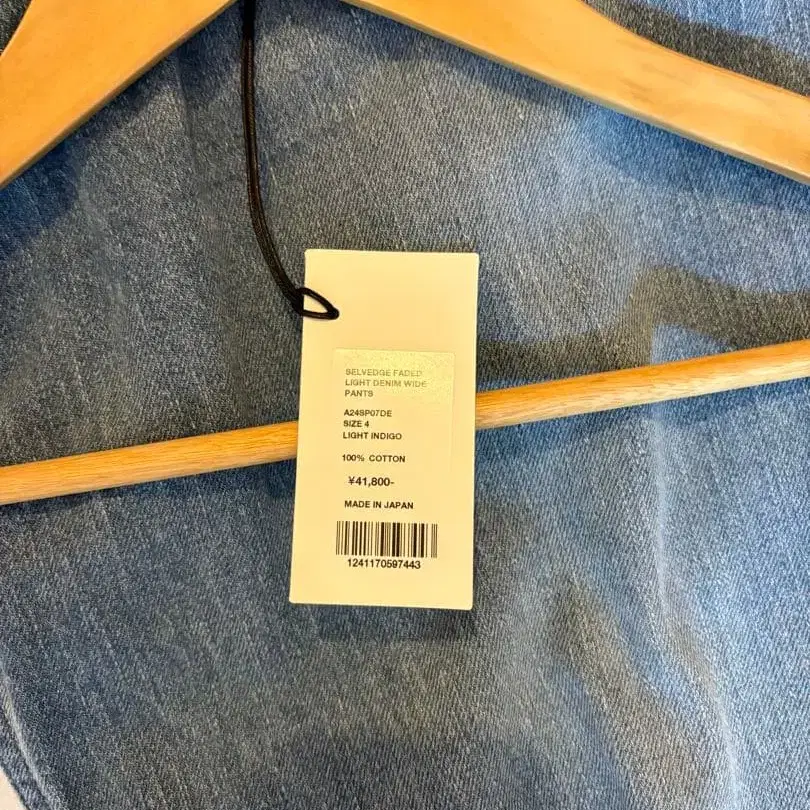 SELVEDGE FADED
LIGHT DENIM WIDE
PANTS
A24SP07DE
SIZE 4
LIGHT INDIGO
100% COTTON
¥41,800-
MADE IN JAPAN
1241170597443